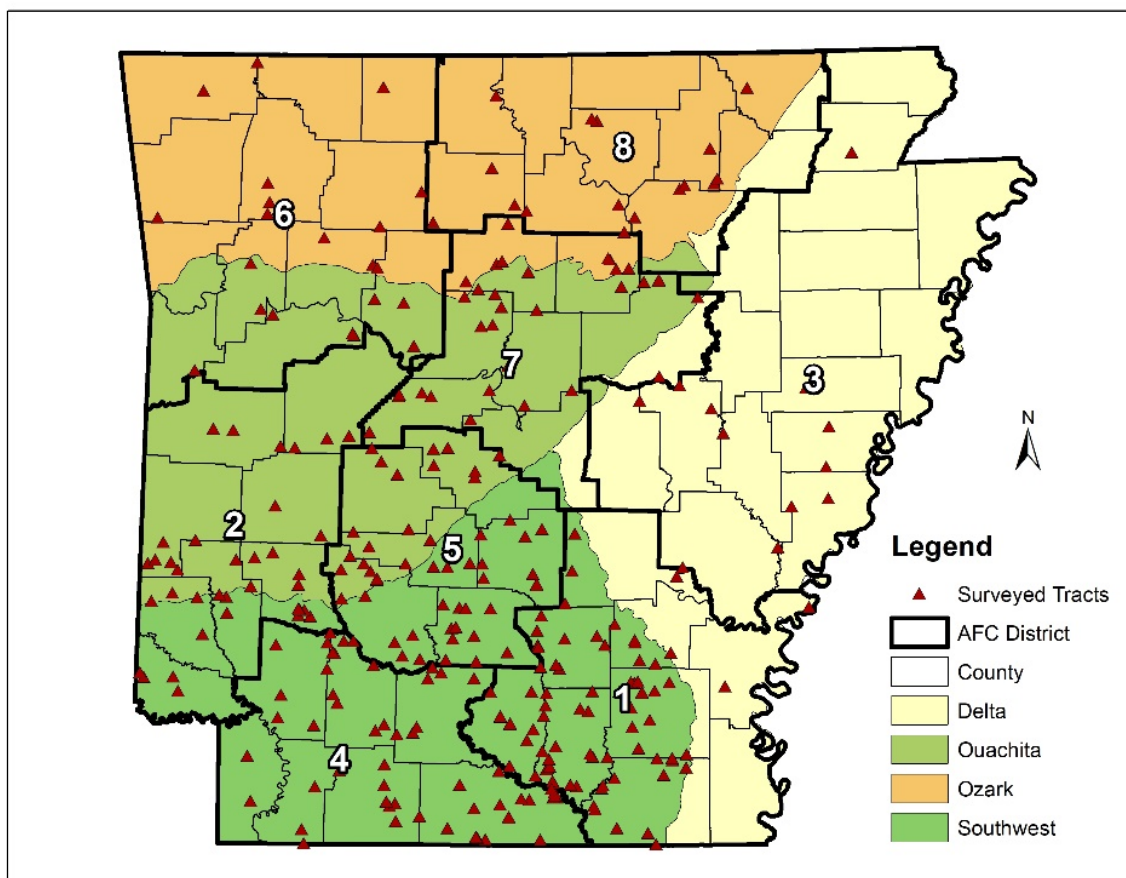 8
6
7
3
N
2
5
Legend
Surveyed Tracts
AFC District
County
1
Delta
Ouachita
4
Ozark
Southwest